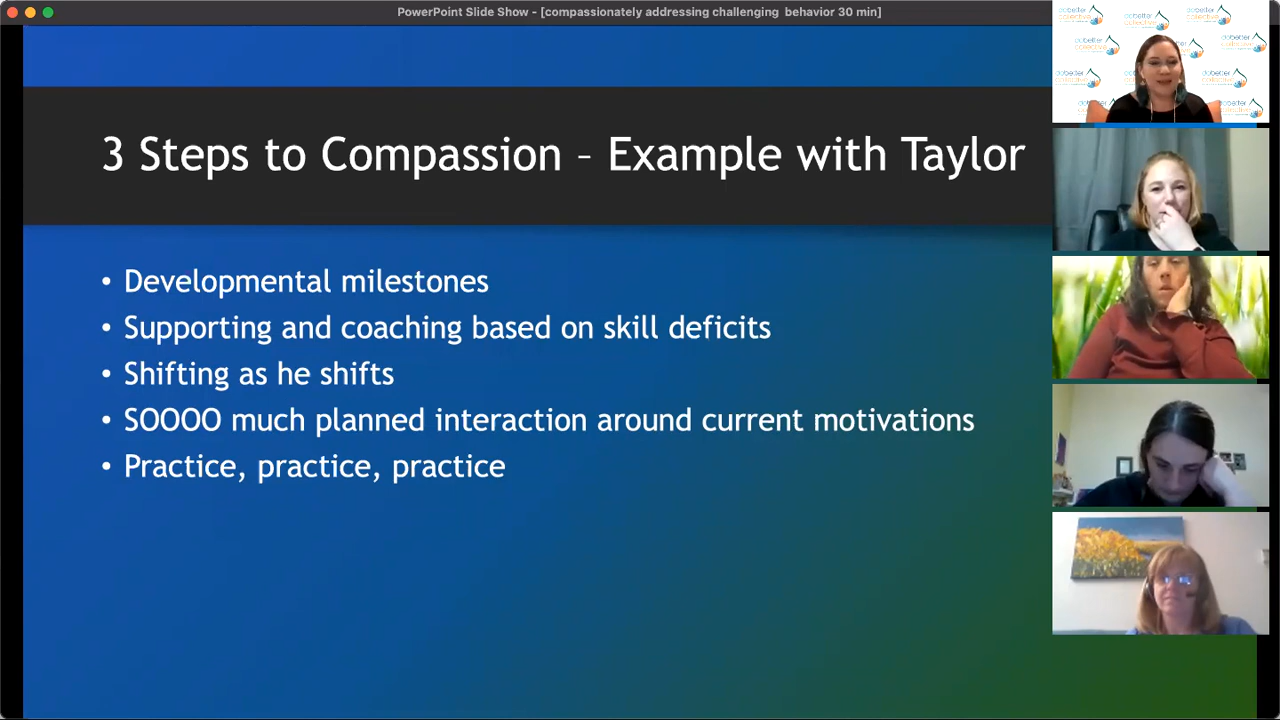 PowerPoint Slide Show - [compassionately addressing challenging  behavior 30 min]
3 Steps to Compassion – Example with Taylor
• Developmental milestones
• Supporting and coaching based on skill deficits
• Shifting as he shifts
• SOOOO much planned interaction around current motivations
• Practice, practice, practice
dobetter
collective